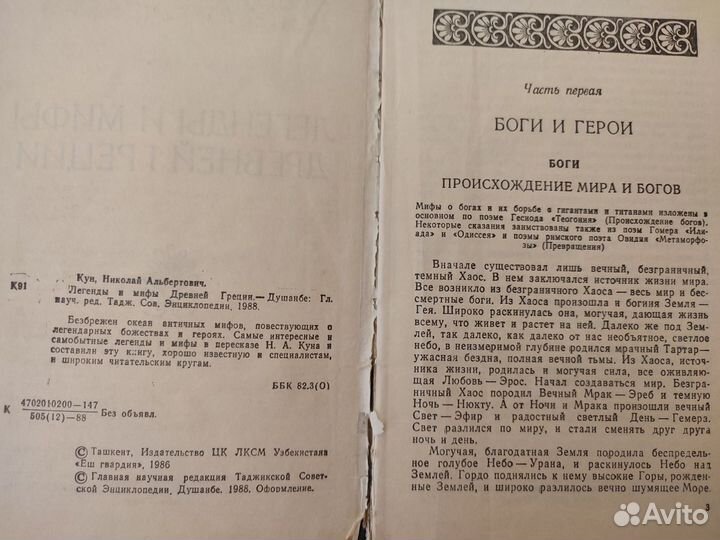 ЛЕГЕНДЫ И МИФЫ
ДРЕВНЕЙ ГРЕЦИИ
Кун, Николай Альбертович.
К91
Легенды и мифы Древней Греции.— Душанбе: Гл.
науч. ред. Тадж. Сов. Энциклопедии, 1988.
Безбрежен океан античных мифов, повествующих о
легендарных божествах и героях. Самые интересные и
самобытные легенды и мифы в пересказе Н. А. Куна и
составили эту книгу, хорошо известную и специалистам,
и широким читательским кругам.
ББК 82.3(0)
К 4702010200—147
505(12)—88 Без объявл.
© Ташкент, Издательство ЦК ЛКСМ Узбекистана
«Еш гвардия», 1986
© Главная научная редакция Таджикской Советской
Энциклопедии, Душанбе. 1988. Оформление.
Часть первая
БОГИ И ГЕРОИ
БОГИ
ПРОИСХОЖДЕНИЕ МИРА И БОГОВ
Мифы о богах и их борьбе с гигантами и титанами изложены в
основном по поэме Гесиода «Теогония» (Происхождение богов).
Некоторые сказания заимствованы также из поэм Гомера «Или-
ада» и «Одиссея» и поэмы римского поэта Овидия «Метаморфо-
зы» (Превращения)
Вначале существовал лишь вечный, безграничный,
темный Хаос. В нем заключался источник жизни мира.
Все возникло из безграничного Хаоса — весь мир и бес-
смертные боги. Из Хаоса произошла и богиня Земля —
Гея. Широко раскинулась она, могучая, дающая жизнь
всему, что живет и растет на ней. Далеко же под Зем-
лей, так далеко, как далеко от нас необъятное, светлое
небо, в неизмеримой глубине родился мрачный Тартар—
ужасная бездна, полная вечной тьмы. Из Хаоса, источ-
ника жизни, родилась и могучая сила, все оживляю-
щая Любовь — Эрос. Начал создаваться мир. Безгра-
ничный Хаос породил Вечный Мрак — Эреб и темную
Ночь — Нюкту. А от Ночи и Мрака произошли вечный
Свет — Эфир и радостный светлый День — Гемера.
Свет разлился по миру, и стали сменять друг друга
ночь и день.
Могучая, благодатная Земля породила беспредель-
ное голубое Небо — Урана, и раскинулось Небо над
Землей. Гордо поднялись к нему высокие Горы, рожден-
ные Землей, и широко разлилось вечно шумящее Море.
3
Avito